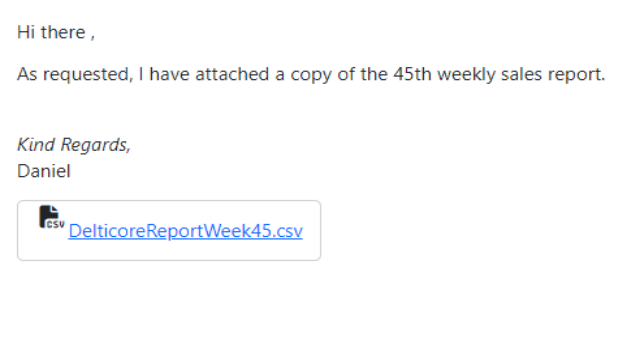 Hi there ,
As requested, I have attached a copy of the 45th weekly sales report.
Kind Regards,
Daniel
CSV DelticoreReportWeek45.csv